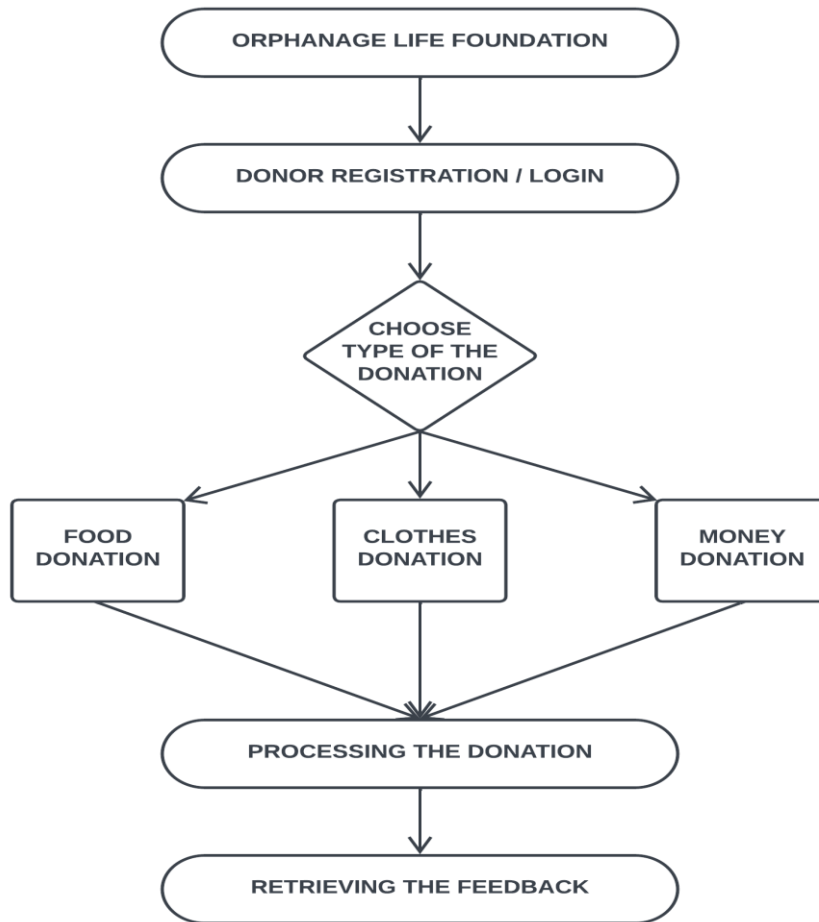 ORPHANAGE LIFE FOUNDATION
DONOR REGISTRATION / LOGIN
CHOOSE
TYPE OF THE
DONATION
FOOD
DONATION
CLOTHES
DONATION
MONEY
DONATION
PROCESSING THE DONATION
RETRIEVING THE FEEDBACK